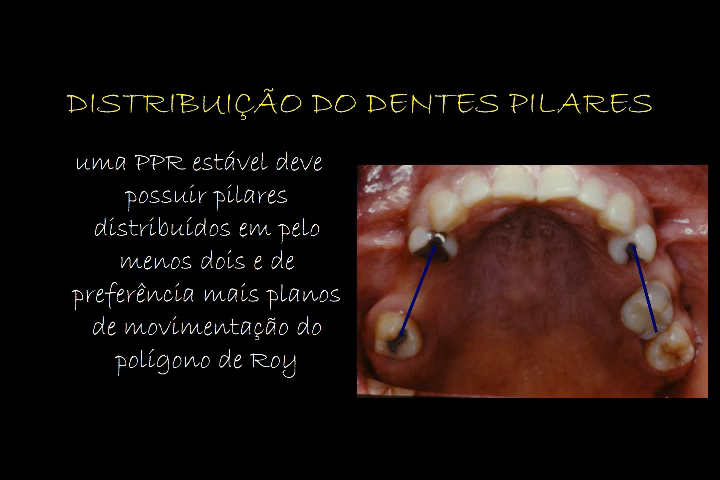 DISTRIBUIÇÃO DO DENTES PILARES
uma PPR estável deve
possuir pilares
distribuídos em pelo
menos dois e de
preferência mais planos
de movimentação do
polígono de Roy